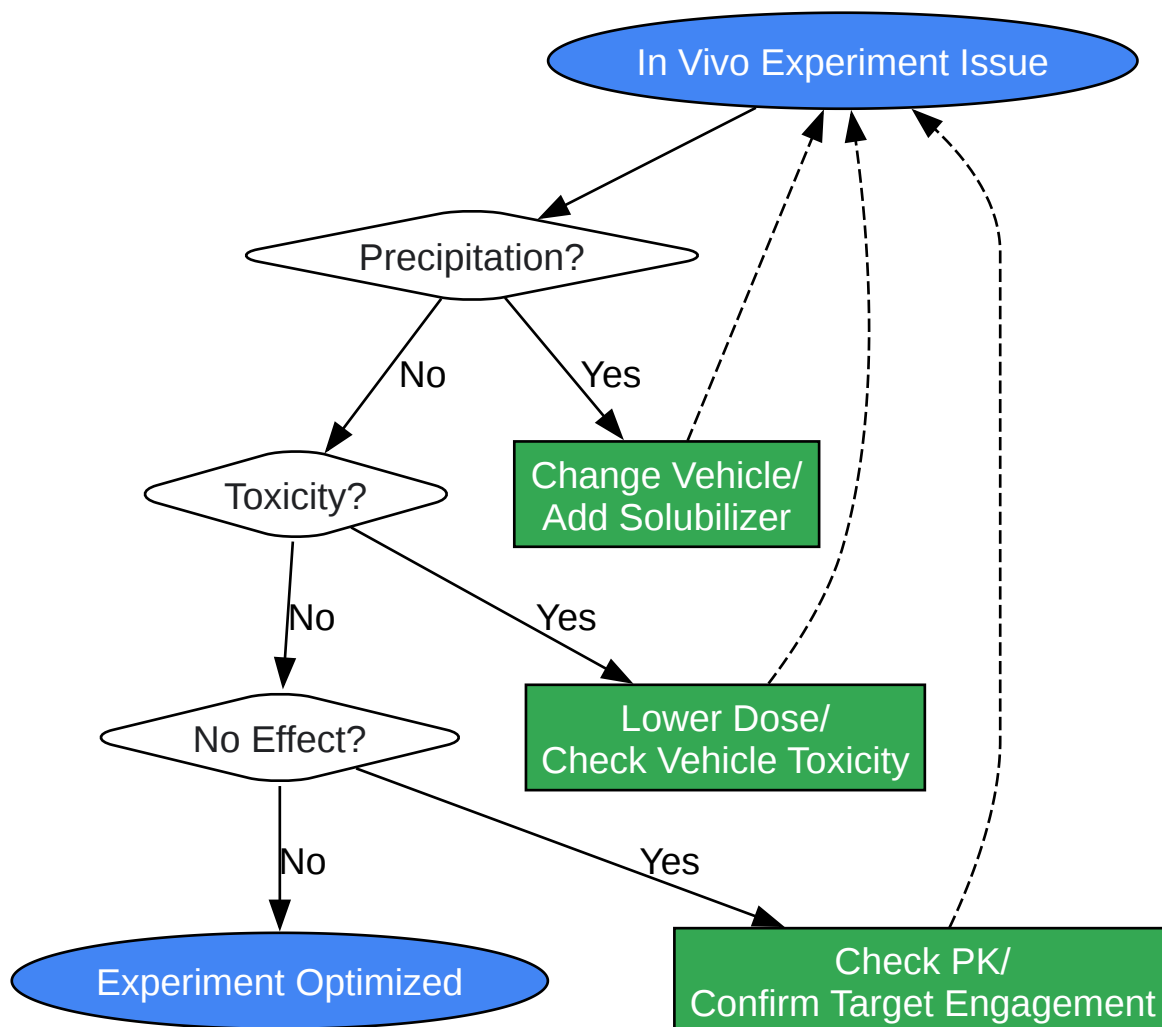 In Vivo Experiment Issue
Precipitation?
No
Yes
Change Vehicle/
Add Solubilizer
Toxicity?
No
Yes
Lower Dose/
Check Vehicle Toxicity
No Effect?
No
Yes
Check PK/
Confirm Target Engagement
Experiment Optimized